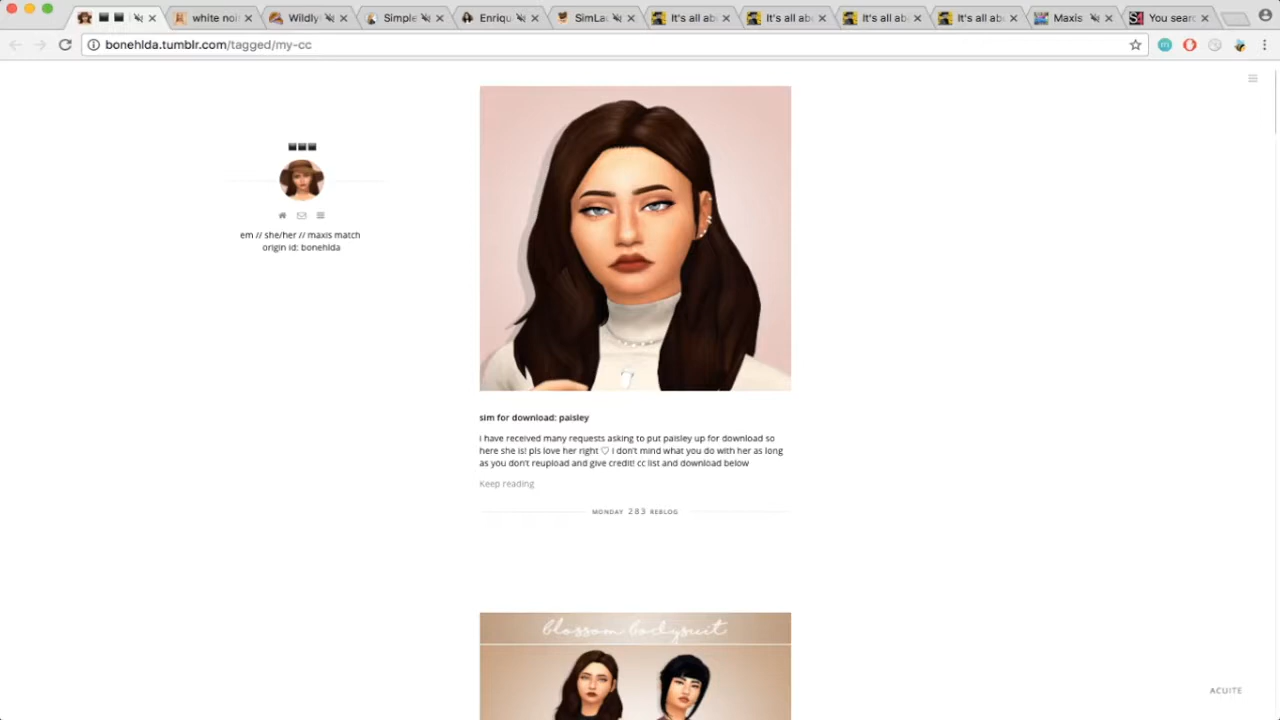 white noi
Wildly
Simple
Enriqu
SimLa
It's all ab
It's all abo
It's all abo
It's all abo
Maxis
You searc
bonehlda.tumblr.com/tagged/my-cc
em // she/her // maxis match
origin id: bonehlda
sim for download: paisley
i have received many requests asking to put paisley up for download so
here she is! pls love her right ♡ i don't mind what you do with her as long
as you don't reupload and give credit! cc list and download below
Keep reading
MONDAY 283 REBLOG
blossom bodysuit
ACUITE